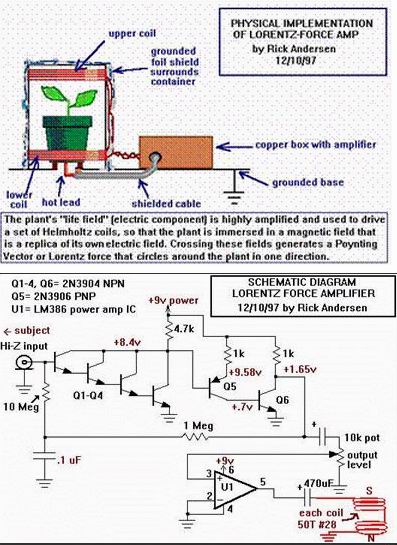 PHYSICAL IMPLEMENTATION
OF LORENTZ-FORCE AMP
by Rick Andersen
12/10/97
upper coil
grounded
foil shield
surrounds
container
copper box with amplifier
lower
coil
hot lead
shielded cable
grounded base
The plant's "life field" (electric component) is highly amplified and used to drive
a set of Helmholtz coils, so that the plant is immersed in a magnetic field that
is a replica of its own electric field. Crossing these fields generates a Poynting
Vector or Lorentz force that circles around the plant in one direction.
Q1-4, Q6= 2N3904 NPN
Q5= 2N3906 PNP
U1= LM386 power amp IC
SCHEMATIC DIAGRAM
LORENTZ FORCE AMPLIFIER
12/10/97 by Rick Andersen
+9v power
4.7k
← subject
Hi-Z input
+8.4v
1k
1k
+9.58v
+1.65v
Q5
Q1-Q4
+.7v
Q6
10 Meg
1 Meg
+
10k pot
.1 uF
output
level
+9v
6
3
+
U1
5
+
470uF
2
-
4
S
each coil
50T #28
N